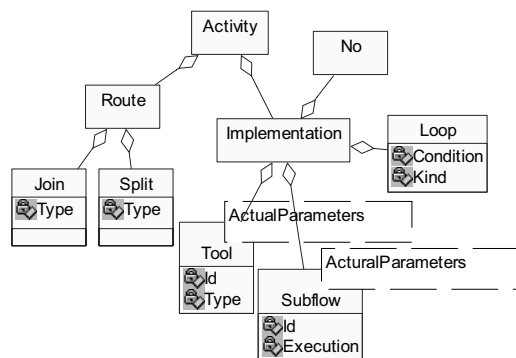 Activity
No
Route
Implementation
Loop
Condition
Kind
Join
Type
Split
Type
ActualParameters
Tool
Id
Type
ActuralParameters
Subflow
Id
Execution